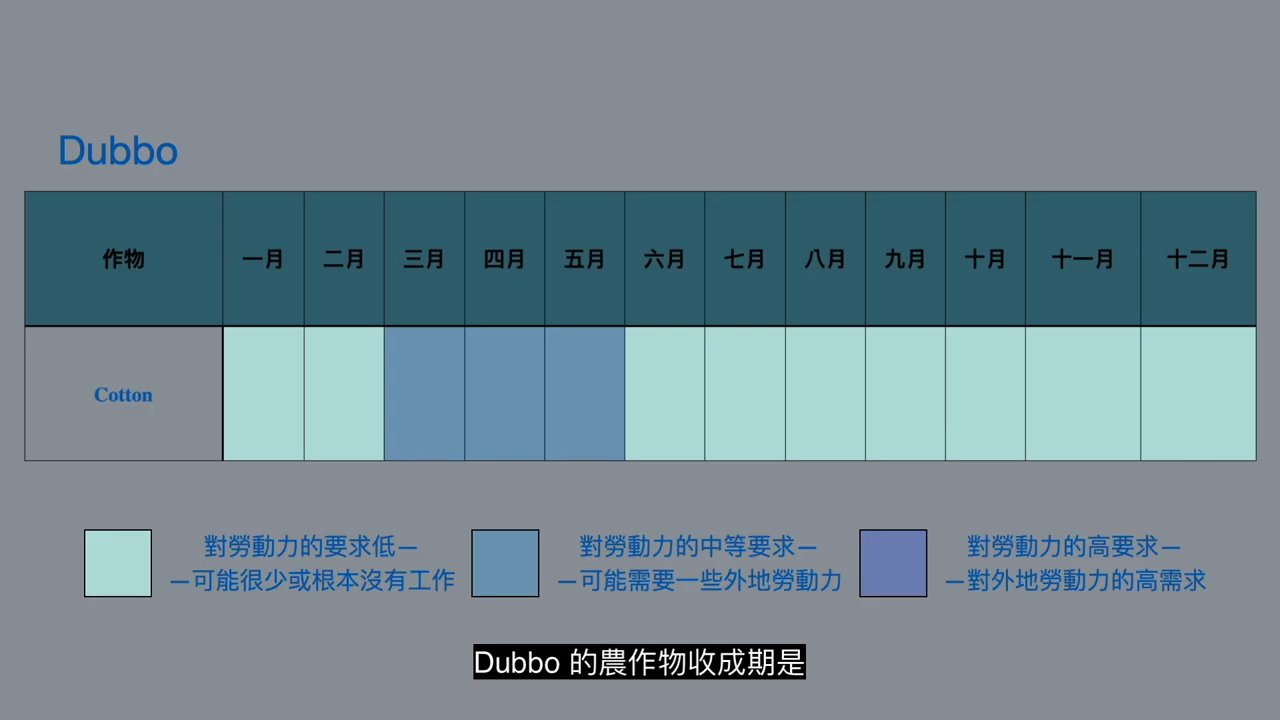 Dubbo
作物 一月 二月 三月 四月 五月 六月 七月 八月 九月 十月 十一月 十二月
Cotton
對勞動力的要求低—
—可能很少或根本沒有工作
對勞動力的中等要求—
—可能需要一些外地勞動力
對勞動力的高要求—
—對外地勞動力的高需求
Dubbo 的農作物收成期是